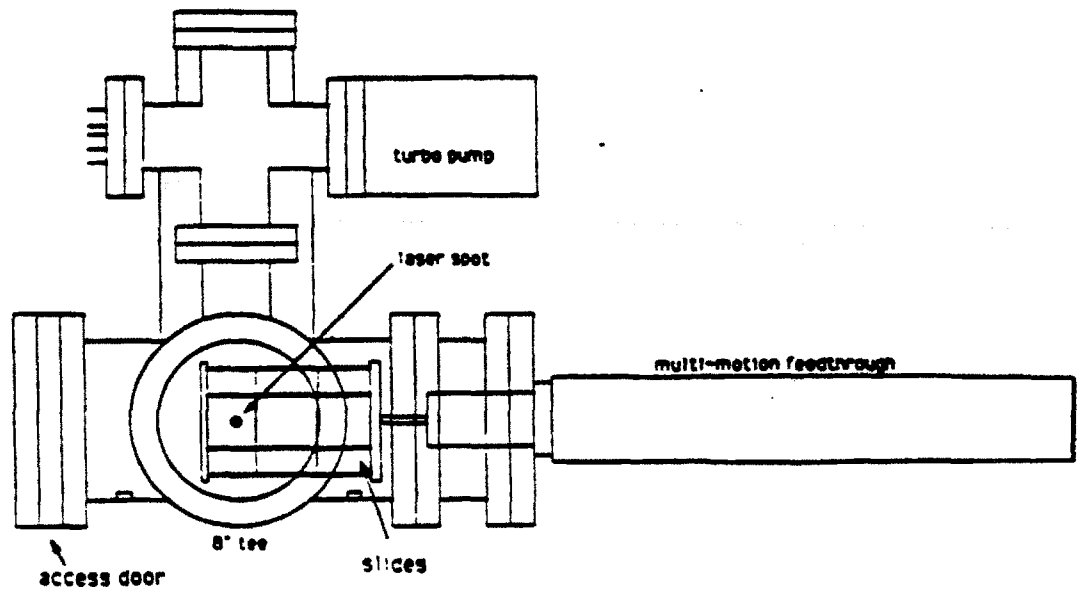 turbo pump
laser spot
multi-motion feedthrough
8" tee
slices
access door